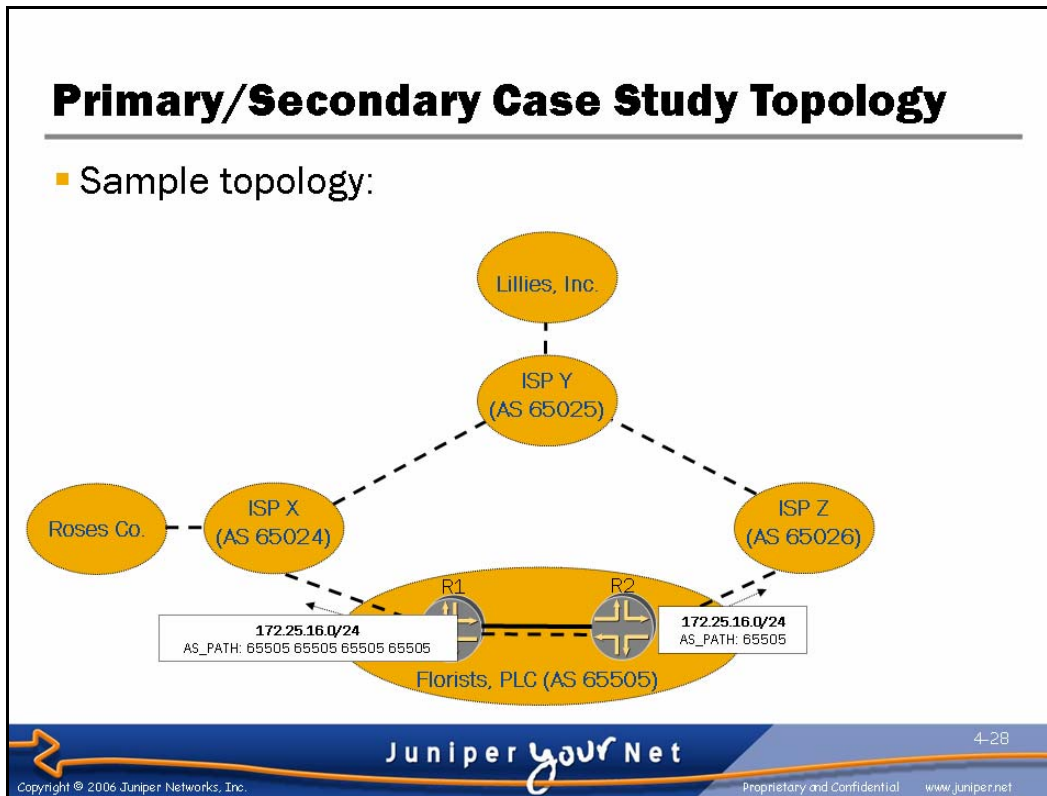 Primary/Secondary Case Study Topology
Sample topology:
Lillies, Inc.
ISP Y
(AS 65025)
Roses Co.
ISP X
(AS 65024)
ISP Z
(AS 65026)
R1
R2
172.25.16.0/24
AS_PATH: 65505 65505 65505 65505
172.25.16.0/24
AS_PATH: 65505
Florists, PLC (AS 65505)
4-28
Juniper your Net
Copyright © 2006 Juniper Networks, Inc.
Proprietary and Confidential
www.juniper.net